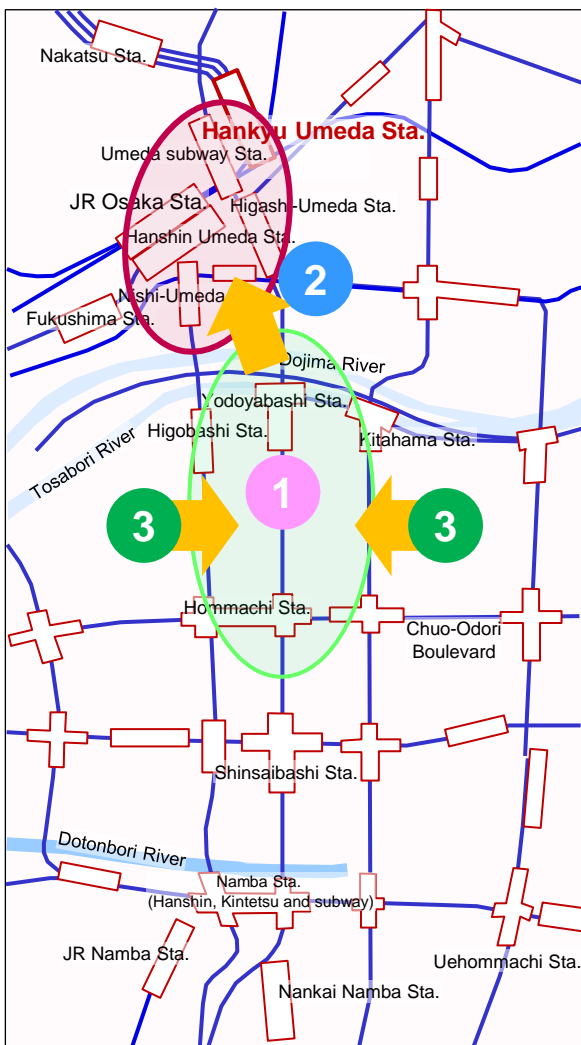 Nakatsu Sta.
Hankyu Umeda Sta.
Umeda subway Sta.
JR Osaka Sta.
Higashi-Umeda Sta.
Hanshin Umeda Sta.
2
Nishi-Umeda
Fukushima Sta.
Dojima River
Yodoyabashi Sta.
Higobashi Sta.
Kitahama Sta.
Tosabori River
1
3
3
Hommachi Sta.
Chuo-Odori
Boulevard
Shinsaibashi Sta.
Dotonbori River
Namba Sta.
(Hanshin, Kintetsu and subway)
JR Namba Sta.
Uehommachi Sta.
Nankai Namba Sta.